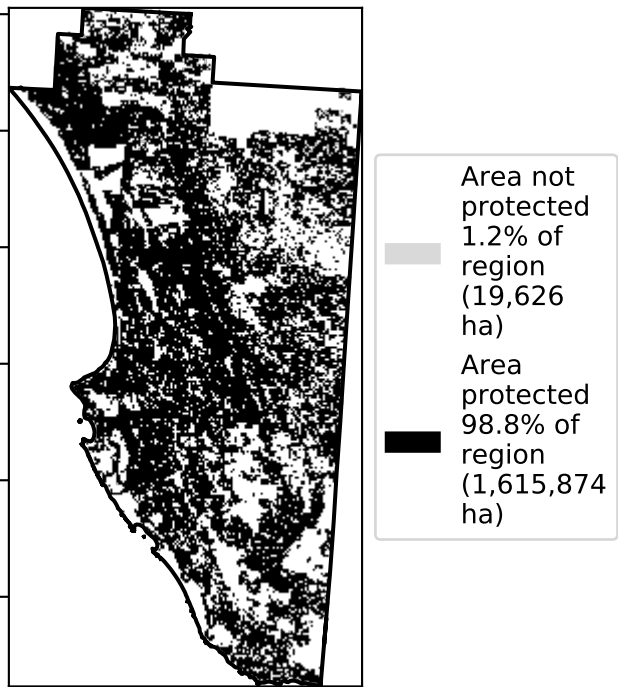 Area not
protected
1.2% of
region
(19,626
ha)
Area
protected
98.8% of
region
(1,615,874
ha)